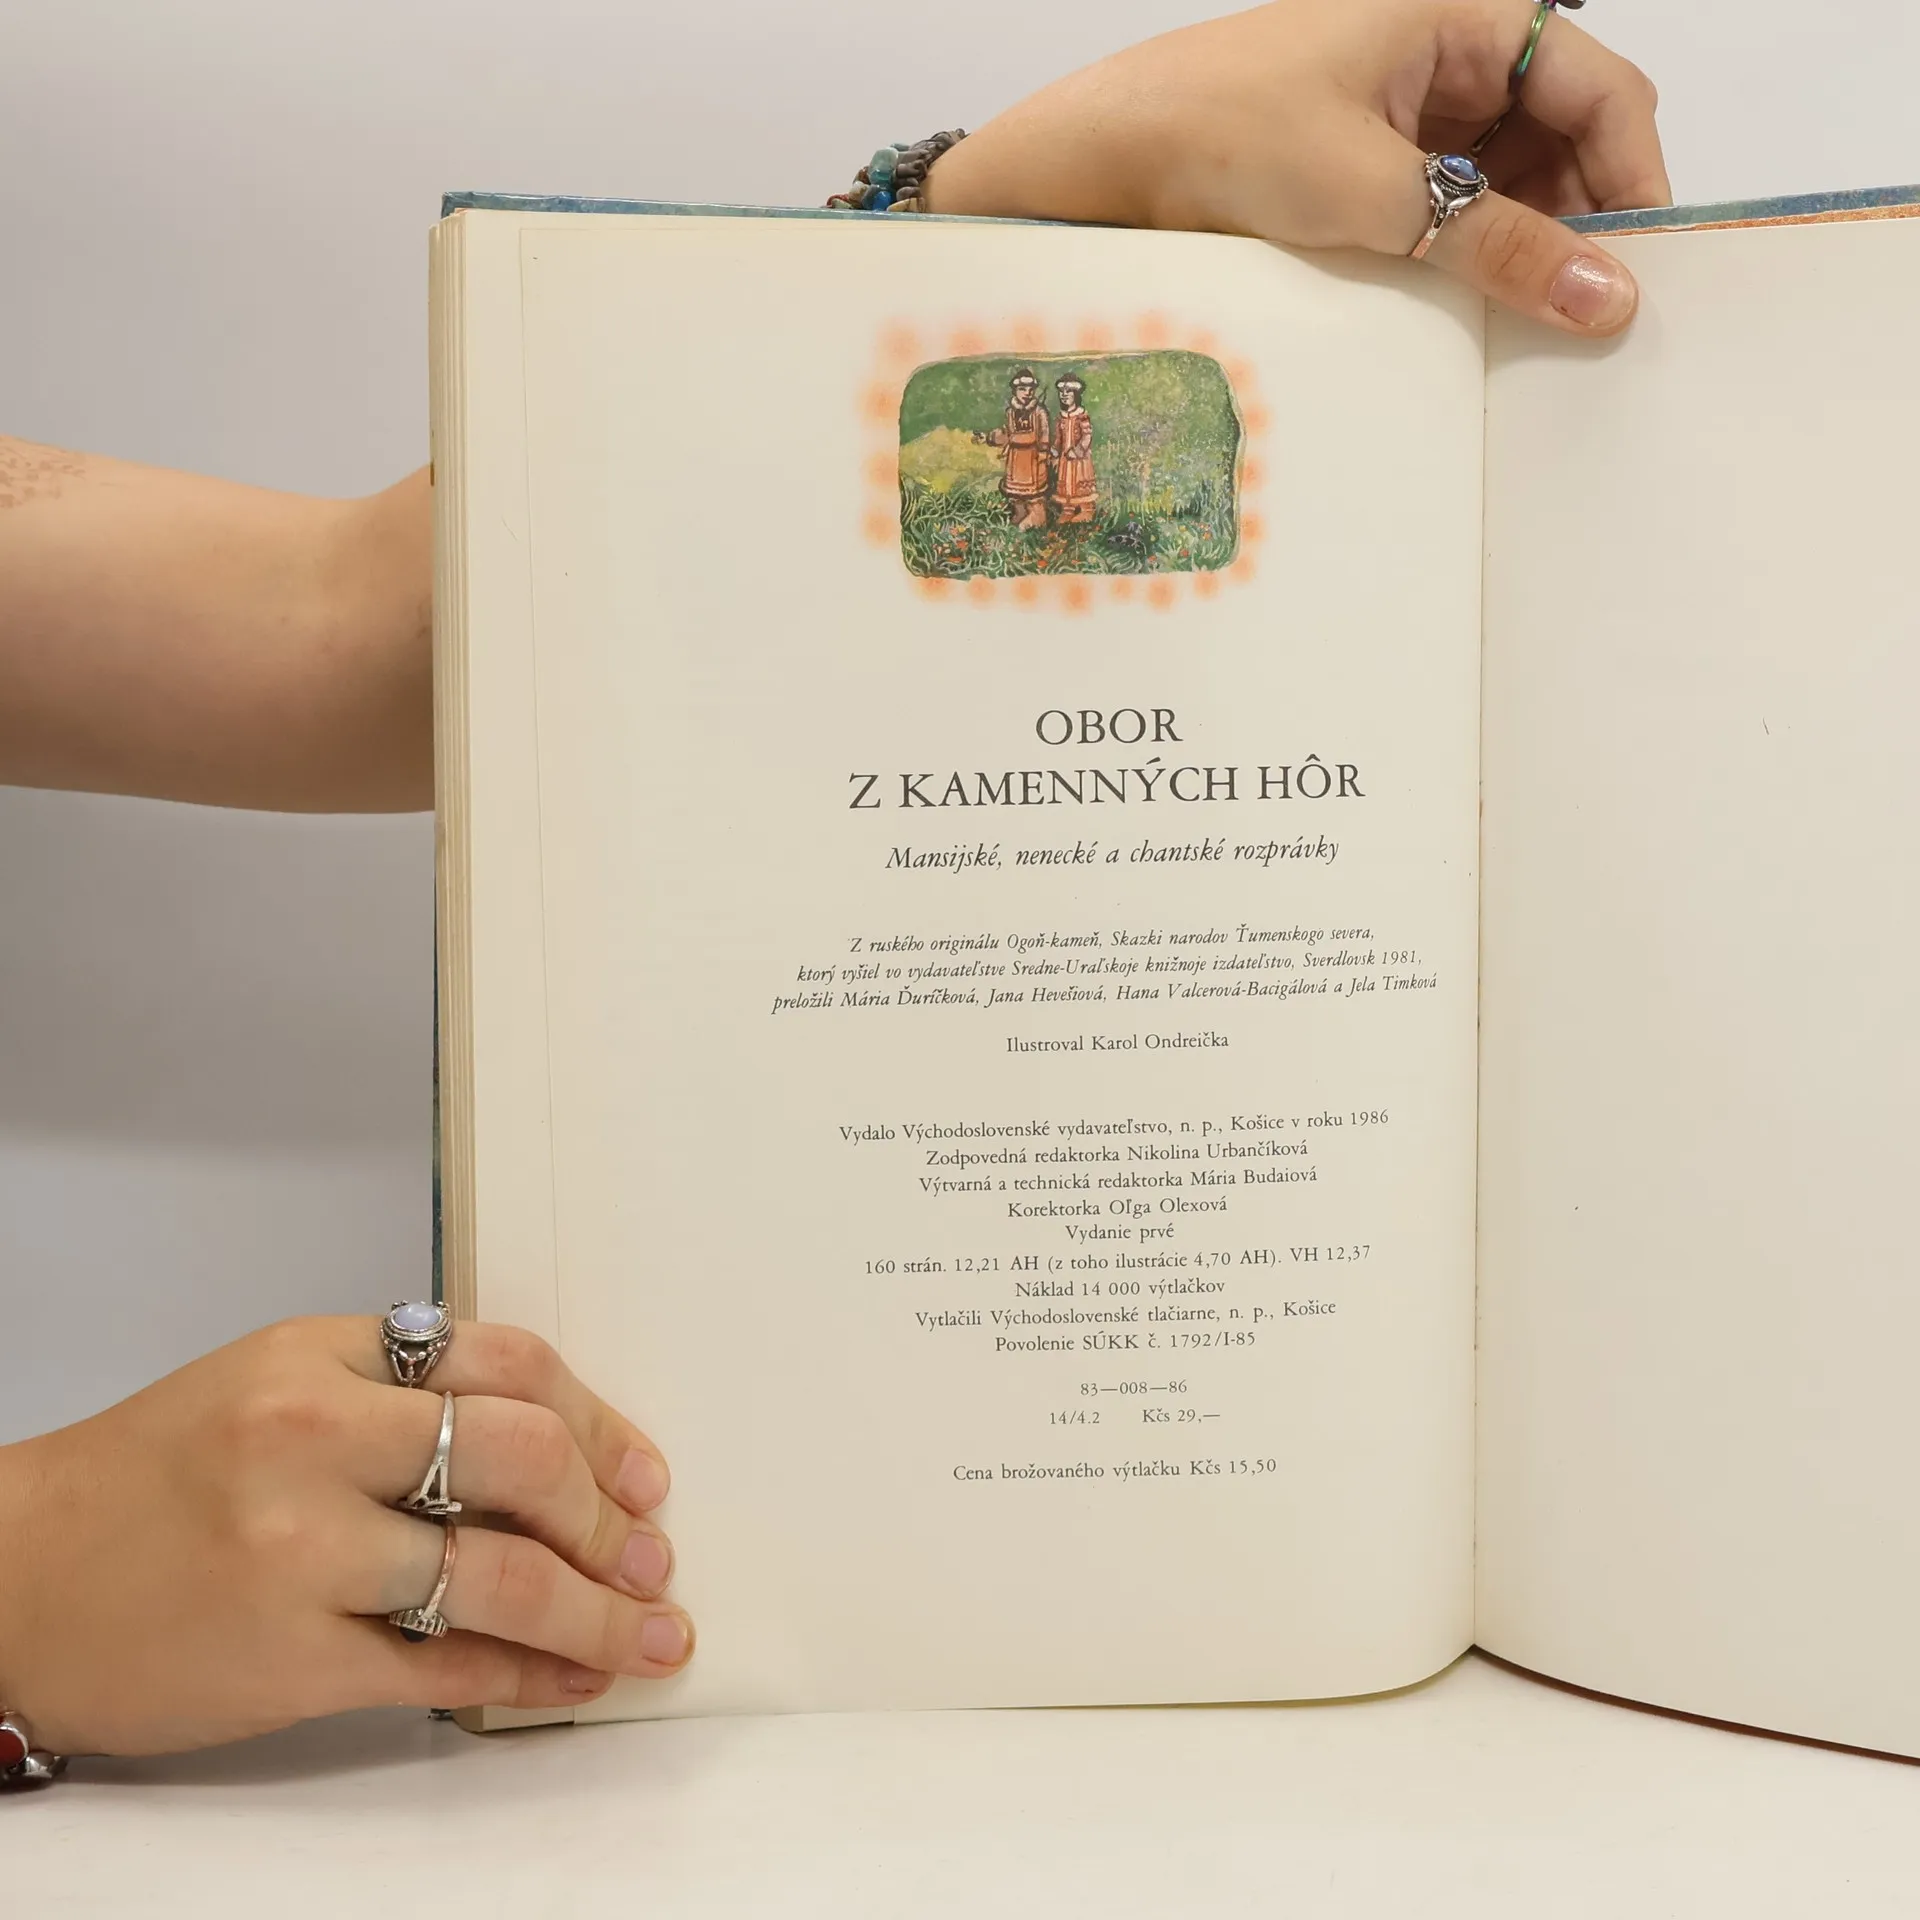 OBOR
Z KAMENNÝCH HÔR
Mansijské, nenecké a chantské rozprávky
Z ruského originálu Ogoň-kameň, Skazki narodov Ťumenskogo severa,
ktorý vyšiel vo vydavateľstve Sredne-Uraľskoje knižnoje izdateľstvo, Sverdlovsk 1981,
preložili Mária Ďuríčková, Jana Hevešiová, Hana Valcerová-Bacigálová a Jela Timková
Ilustroval Karol Ondreička
Vydalo Východoslovenské vydavateľstvo, n. p., Košice v roku 1986
Zodpovedná redaktorka Nikolina Urbančíková
Výtvarná a technická redaktorka Mária Budaiová
Korektorka Oľga Olexová
Vydanie prvé
160 strán. 12,21 AH (z toho ilustrácie 4,70 AH). VH 12,37
Náklad 14 000 výtlačkov
Vytlačili Východoslovenské tlačiarne, n. p., Košice
Povolenie SÚKK č. 1792/I-85
83—008—86
14/4.2 Kčs 29,—
Cena brožovaného výtlačku Kčs 15,50